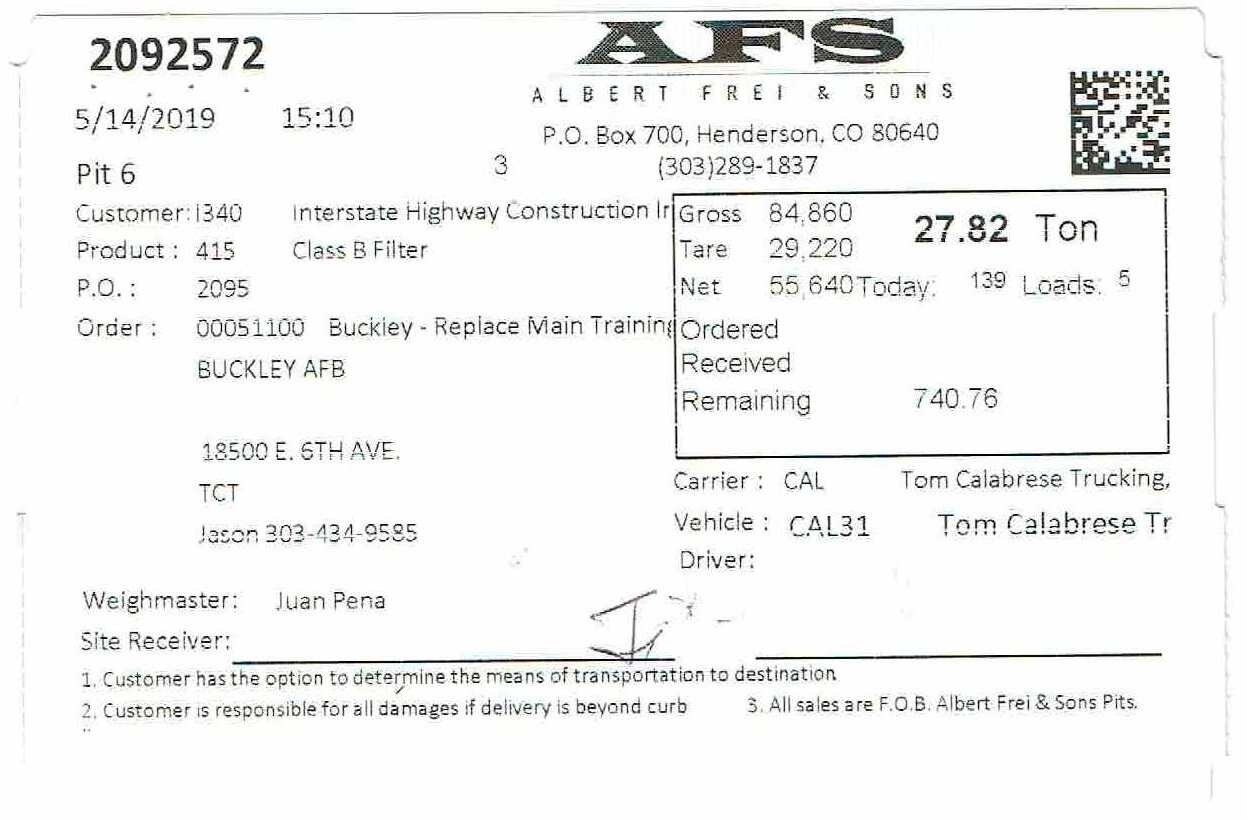 2092572
AFS
ALBERT FREI & SONS
5/14/2019 15:10
P.O. Box 700, Henderson, CO 80640
Pit 6 3 (303)289-1837
Customer: i340 Interstate Highway Construction Ir
Product : 415 Class B Filter
P.O. : 2095
Order : 00051100 Buckley - Replace Main Training
BUCKLEY AFB
18500 E. 6TH AVE.
TCT
Jason 303-434-9585
Gross 84,860 27.82 Ton
Tare 29,220
Net 55,640 Today: 139 Loads: 5
Ordered
Received
Remaining 740.76
Carrier : CAL Tom Calabrese Trucking,
Vehicle : CAL31 Tom Calabrese Tr
Driver:
Weighmaster: Juan Pena
Site Receiver:
1. Customer has the option to determine the means of transportation to destination
2. Customer is responsible for all damages if delivery is beyond curb 3. All sales are F.O.B. Albert Frei & Sons Pits.